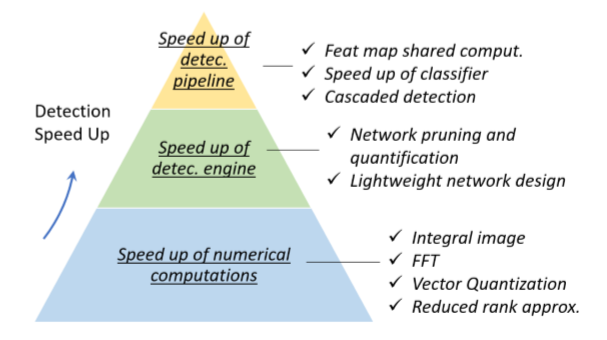 Speed up of
detec.
pipeline
✓ Feat map shared comput.
✓ Speed up of classifier
✓ Cascaded detection
Detection
Speed Up
Speed up of
detec. engine
✓ Network pruning and
quantification
✓ Lightweight network design
Speed up of numerical
computations
✓ Integral image
✓ FFT
✓ Vector Quantization
✓ Reduced rank approx.